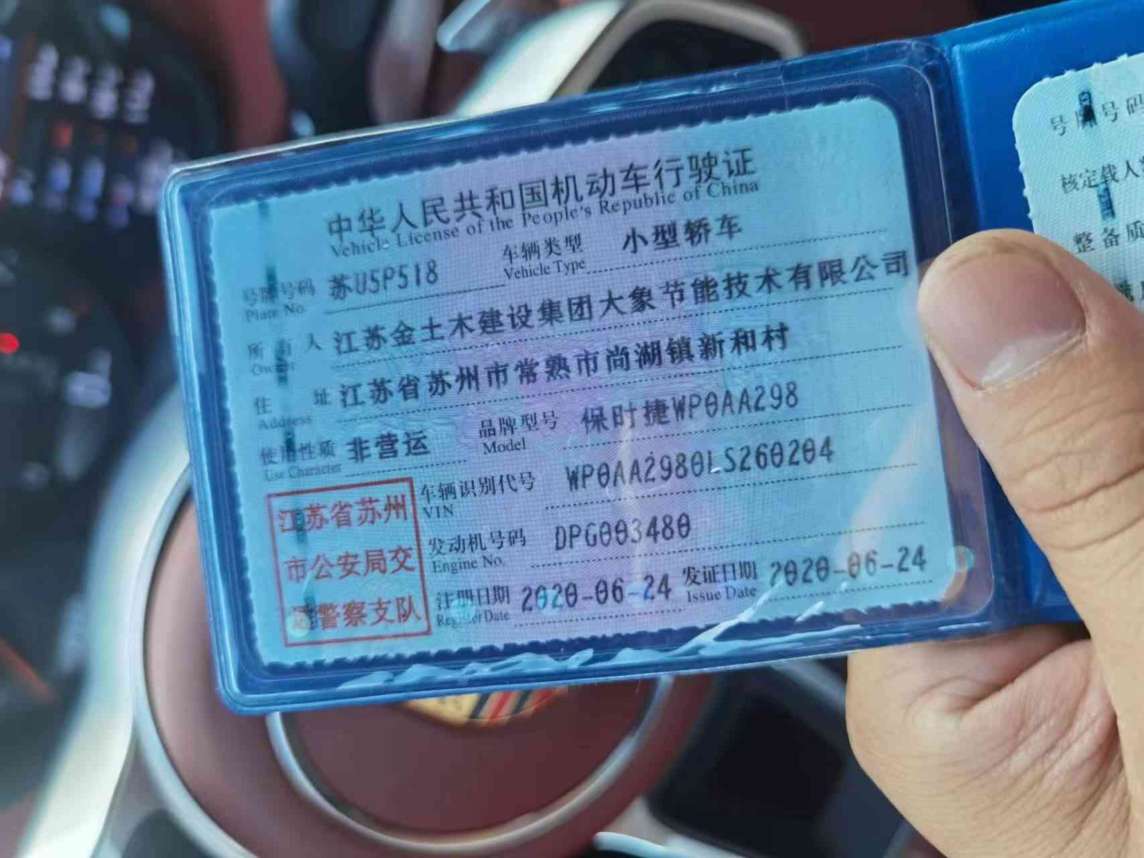 中华人民共和国机动车行驶证
Vehicle License of the People's Republic of China
号牌号码 苏U5P518 车辆类型 小型轿车
Plate No. Vehicle Type
所有人 江苏金土木建设集团大象节能技术有限公司
Owner
住址 江苏省苏州市常熟市尚湖镇新和村
Address
使用性质 非营运 品牌型号 保时捷WP0AA298
Use Character Model
车辆识别代号 WP0AA2980LS260204
VIN
发动机号码 DPG003480
Engine No.
注册日期 2020-06-24 发证日期 2020-06-24
Register Date Issue Date
江苏省苏州
市公安局交
通警察支队
号牌号码
核定载人
整备质